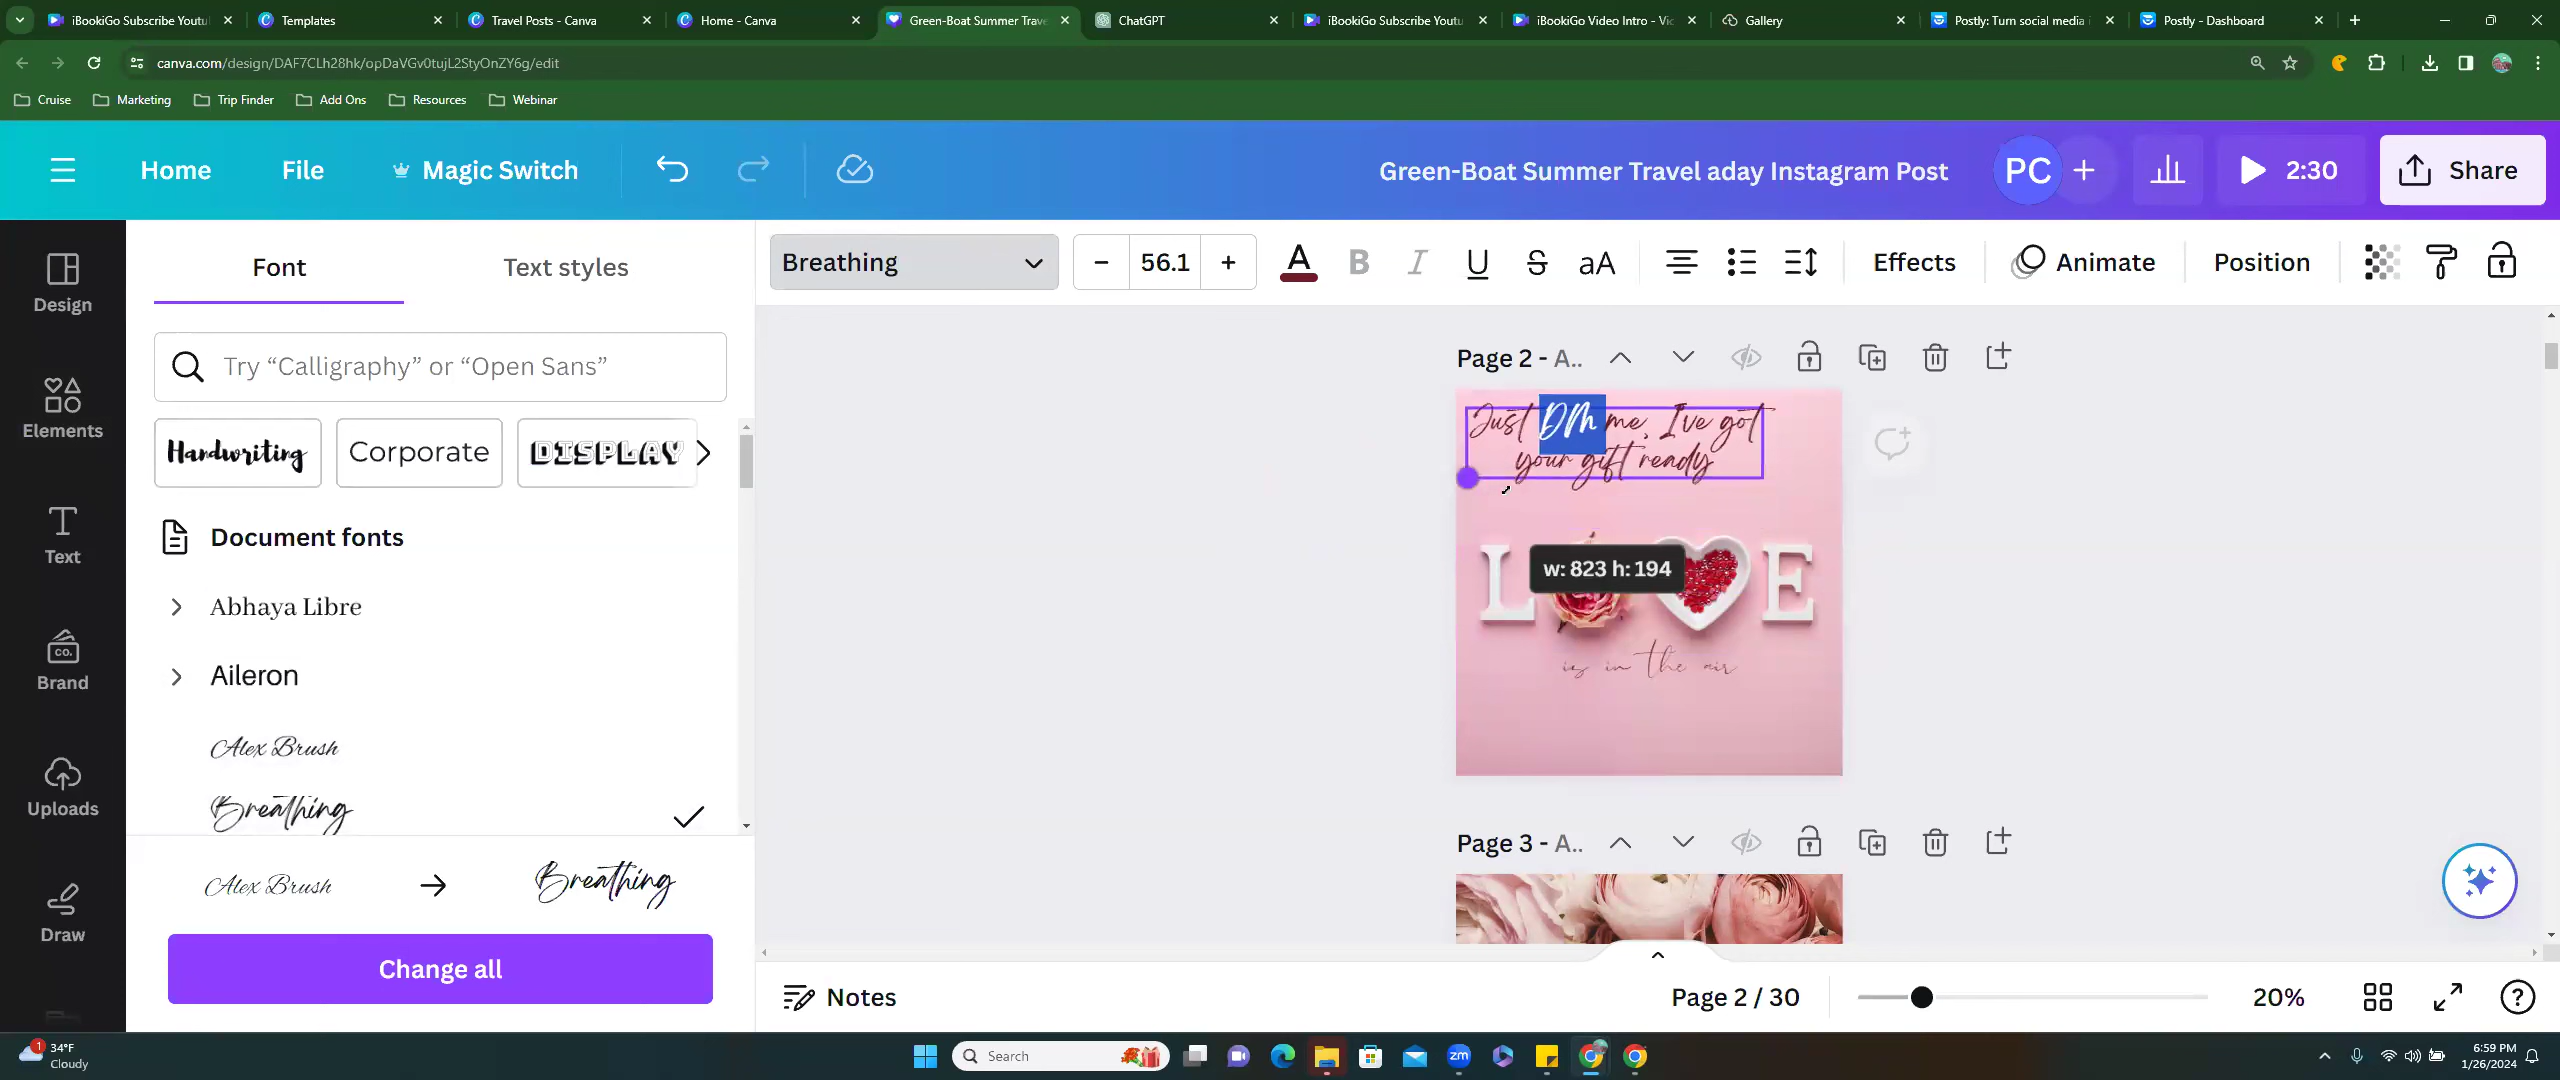 iBookiGo Subscribe Youtu
Templates
Travel Posts - Canva
Home - Canva
Green-Boat Summer Trave
ChatGPT
iBookiGo Subscribe Youtu
iBookiGo Video Intro - Vic
Gallery
Postly: Turn social media i
Postly - Dashboard
canva.com/design/DAF7CLh28hk/opDaVGv0tujL2StyOnZY6g/edit
Cruise
Marketing
Trip Finder
Add Ons
Resources
Webinar
Home
File
Magic Switch
Green-Boat Summer Travel aday Instagram Post
PC
2:30
Share
Design
Elements
Text
Brand
Uploads
Draw
Font
Text styles
Try “Calligraphy” or “Open Sans”
Handwriting
Corporate
DISPLAY
Document fonts
Abhaya Libre
Aileron
Alex Brush
Breathing
Alex Brush
Breathing
Change all
Breathing
56.1
A
B
I
U
S
aA
Effects
Animate
Position
Page 2 - A..
Just DM me, I've got
your gift ready
w: 823 h: 194
L E
is in the air
Page 3 - A..
Notes
Page 2 / 30
20%
34°F
Cloudy
1
Search
zm
6:59 PM
1/26/2024